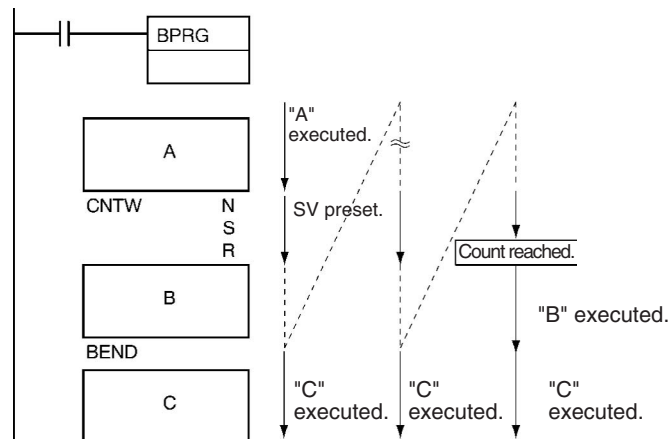 BPRG
A
"A"
executed.
CNTW N
S
R
SV preset.
Count reached.
B
"B" executed.
BEND
C
"C"
executed.
"C"
executed.
"C"
executed.